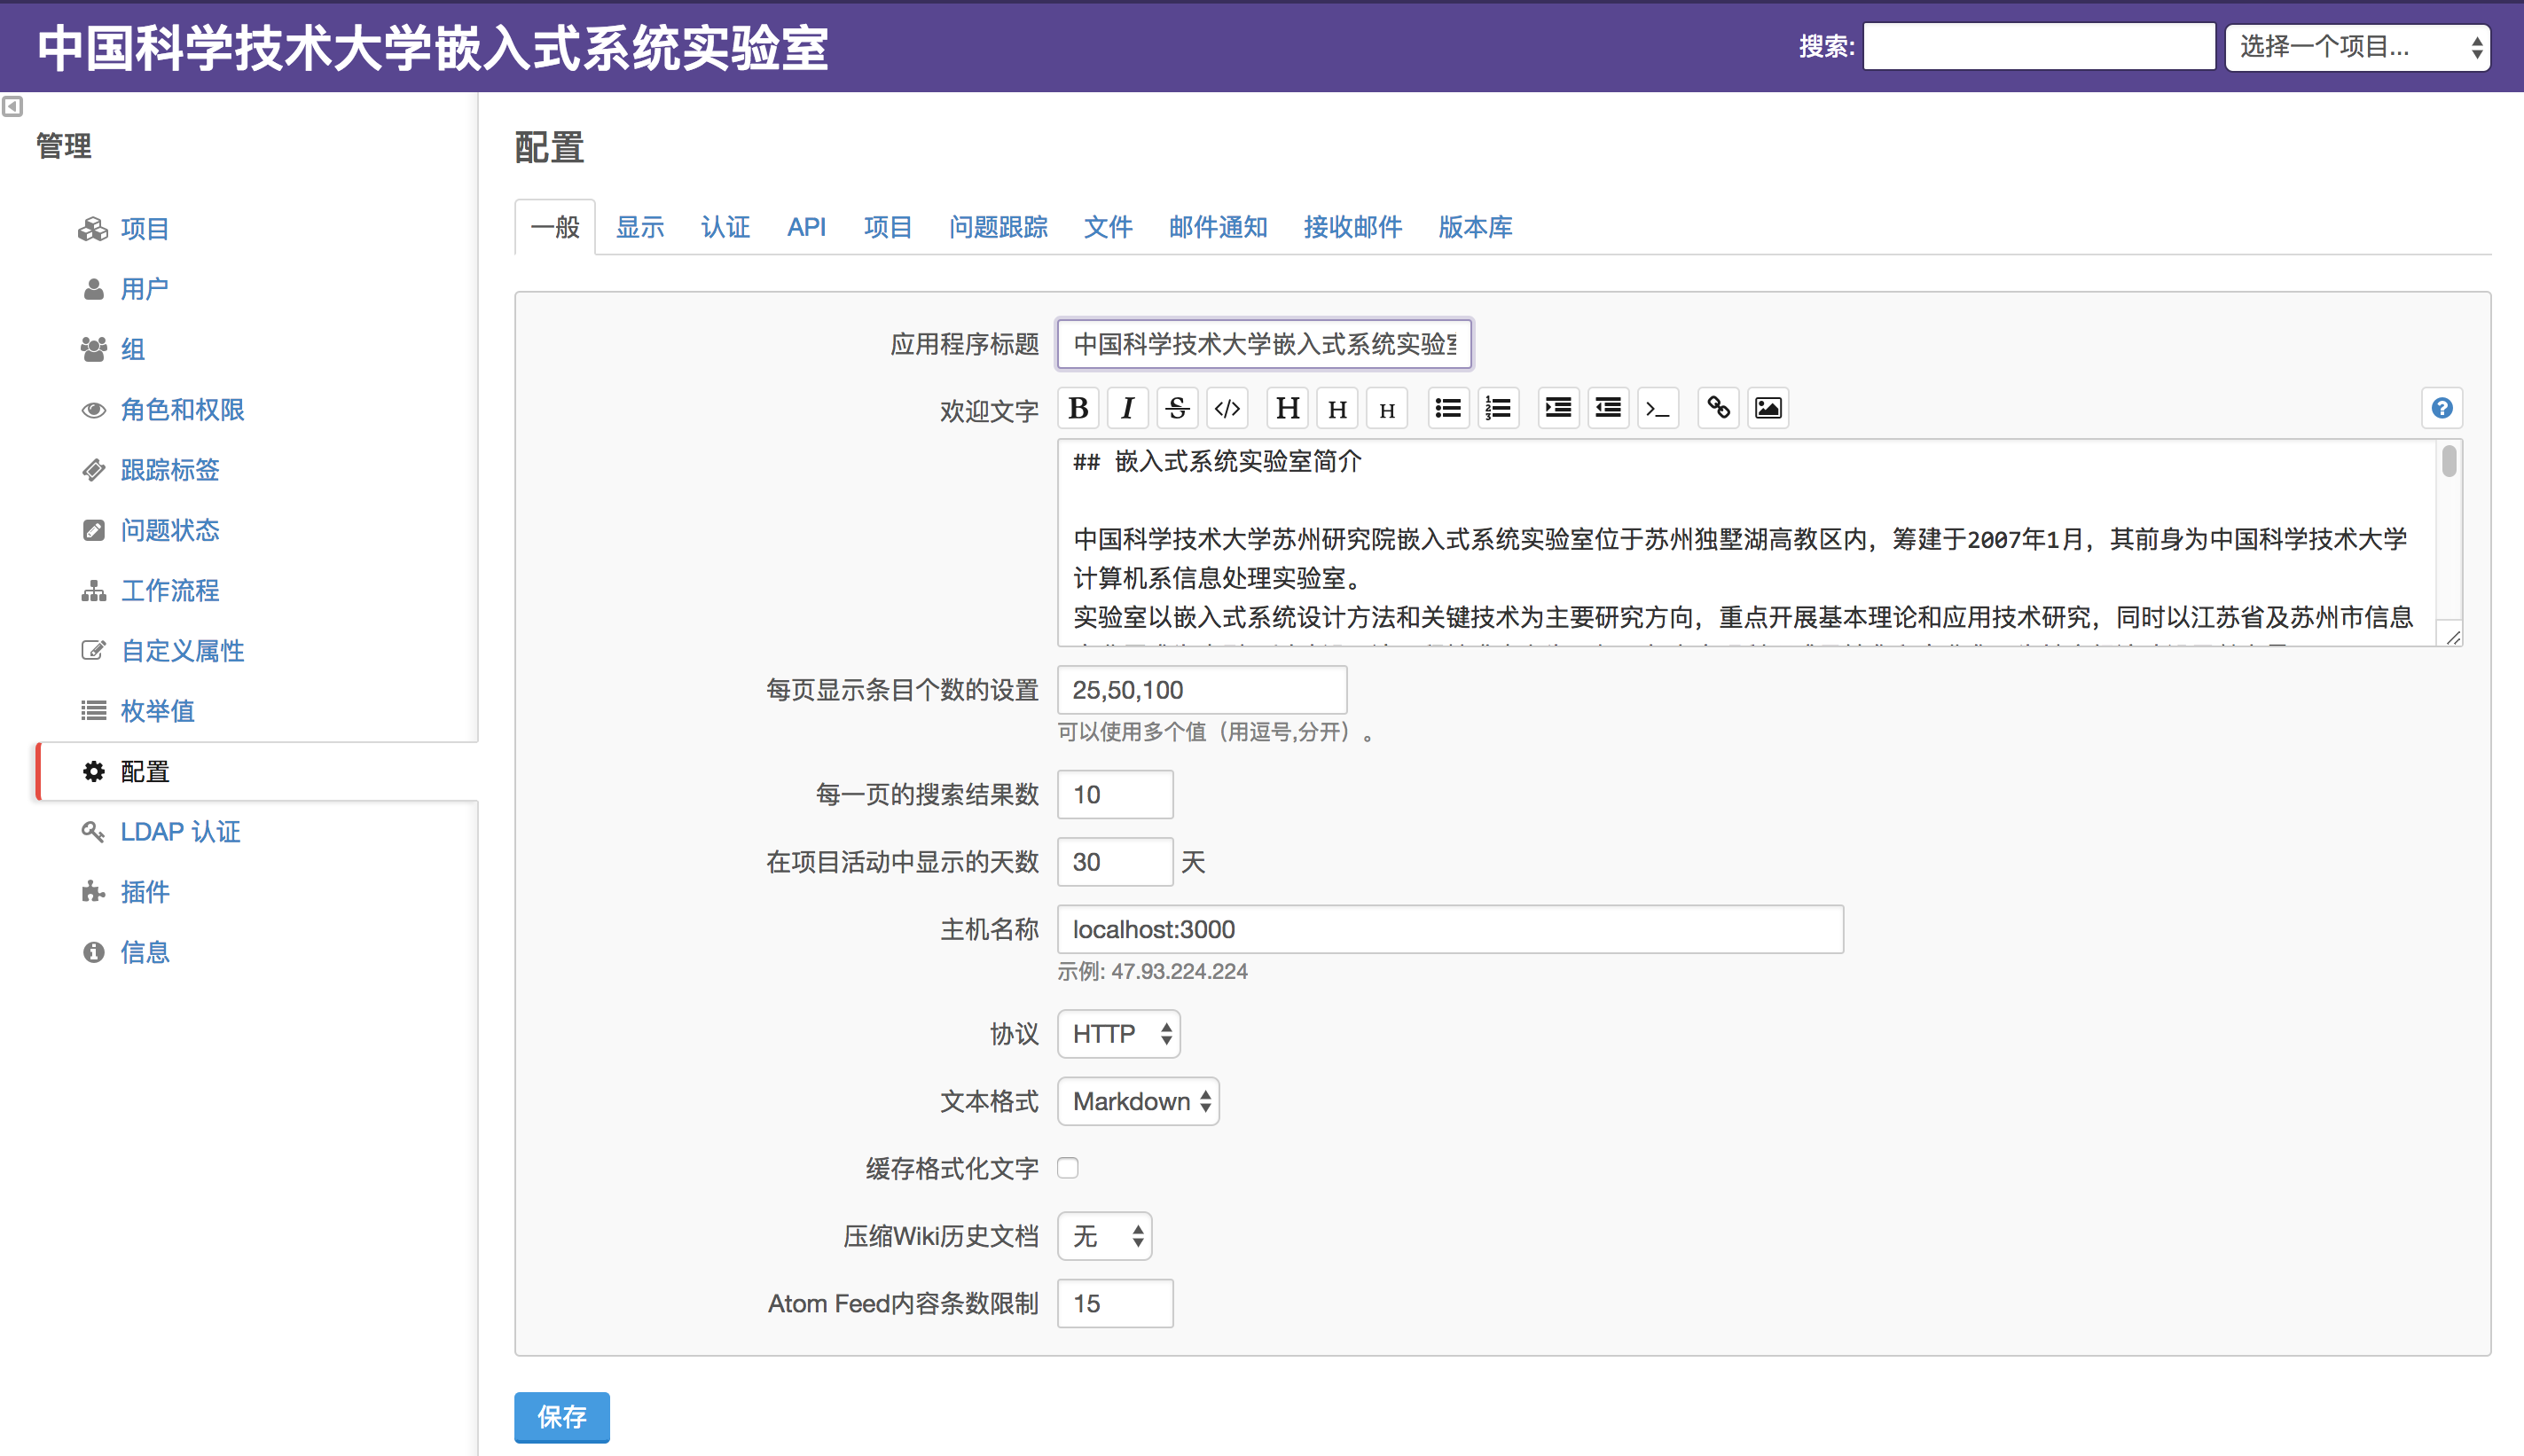 中国科学技术大学嵌入式系统实验室
搜索:
选择一个项目...
管理
项目
用户
组
角色和权限
跟踪标签
问题状态
工作流程
自定义属性
枚举值
配置
LDAP 认证
插件
信息
配置
一般 显示 认证 API 项目 问题跟踪 文件 邮件通知 接收邮件 版本库
应用程序标题 中国科学技术大学嵌入式系统实验室
欢迎文字 B I S </> H H H
## 嵌入式系统实验室简介
中国科学技术大学苏州研究院嵌入式系统实验室位于苏州独墅湖高教区内，筹建于2007年1月，其前身为中国科学技术大学
计算机系信息处理实验室。
实验室以嵌入式系统设计方法和关键技术为主要研究方向，重点开展基本理论和应用技术研究，同时以江苏省及苏州市信息
每页显示条目个数的设置 25,50,100
可以使用多个值（用逗号,分开）。
每一页的搜索结果数 10
在项目活动中显示的天数 30 天
主机名称 localhost:3000
示例: 47.93.224.224
协议 HTTP
文本格式 Markdown
缓存格式化文字
压缩Wiki历史文档 无
Atom Feed内容条数限制 15
保存